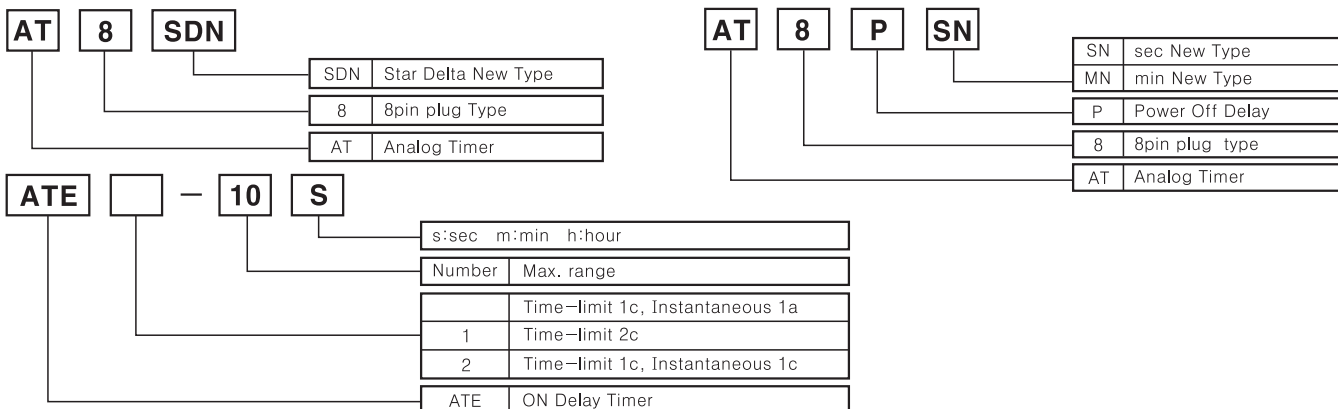 AT 8 SDN
SDN Star Delta New Type
8 8pin plug Type
AT Analog Timer
AT 8 P SN
SN sec New Type
MN min New Type
P Power Off Delay
8 8pin plug type
AT Analog Timer
ATE - 10 S
s:sec m:min h:hour
Number Max. range
Time-limit 1c, Instantaneous 1a
1 Time-limit 2c
2 Time-limit 1c, Instantaneous 1c
ATE ON Delay Timer